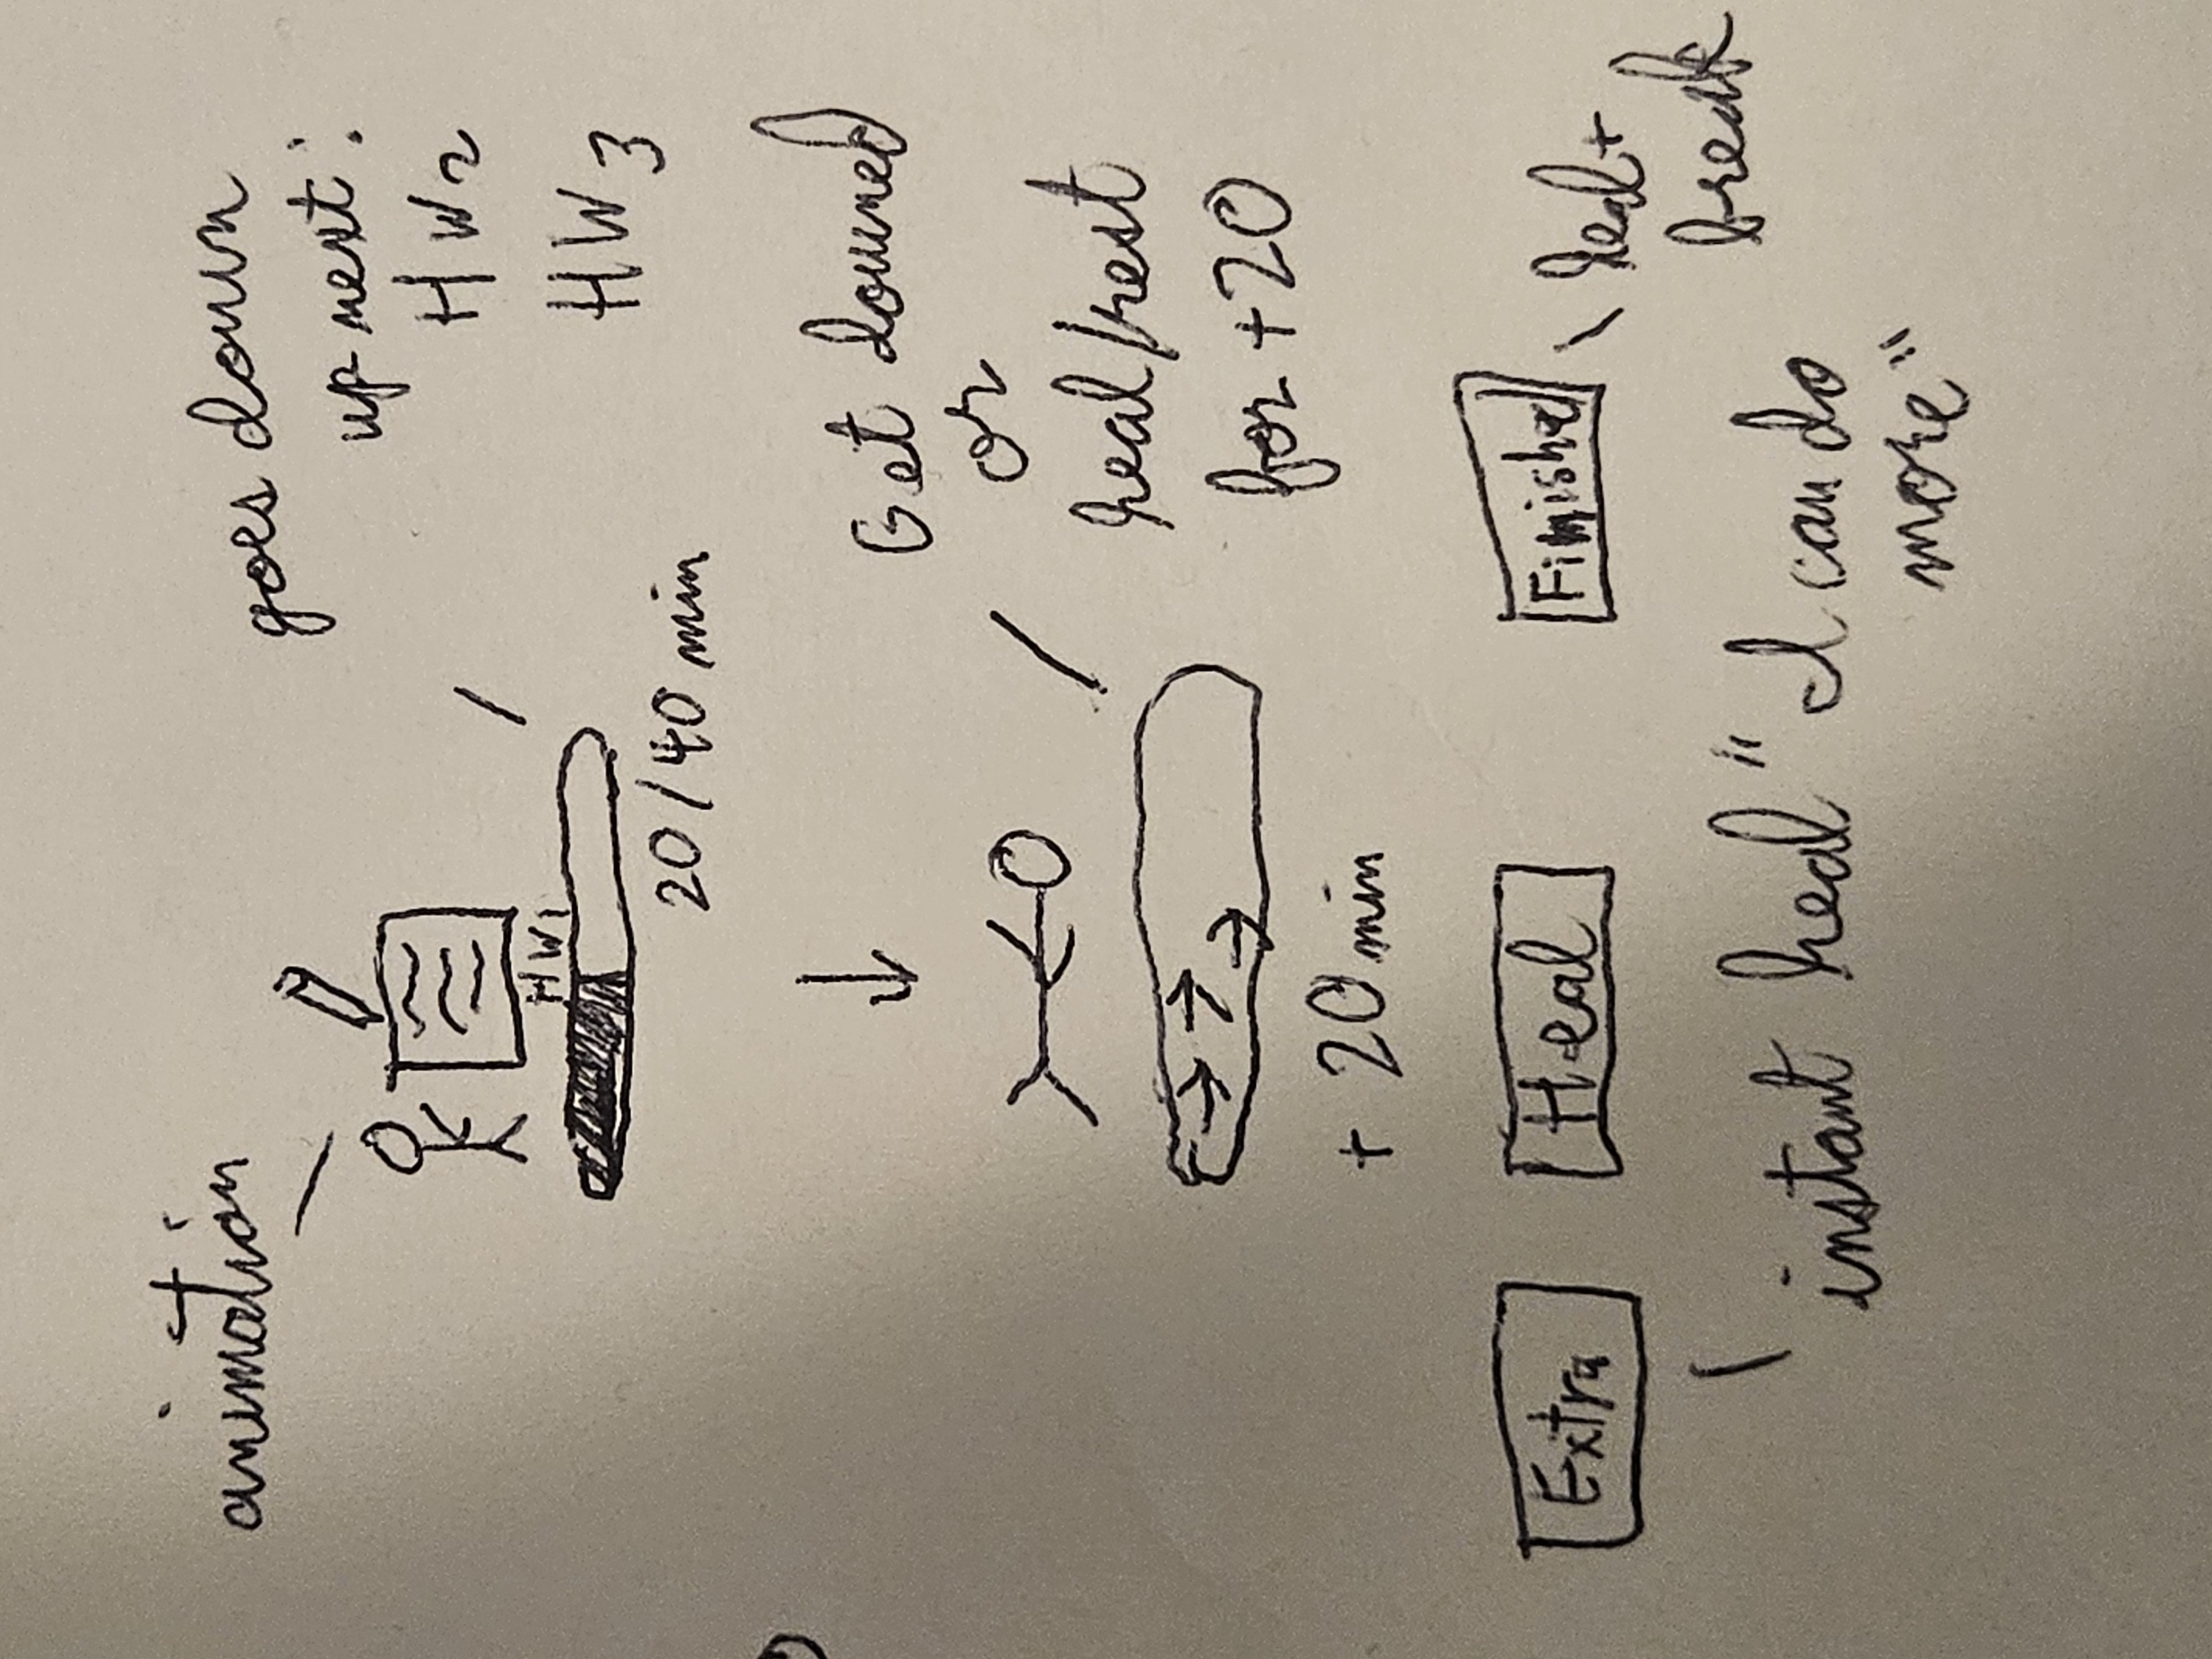 animation
goes down
up next:
HW2
HW3
HW1
20/40 min
Get downed
or
heal/rest
for +20
+ 20 min
Extra
Heal
Finished
heal+
break
instant heal "I can do
more"